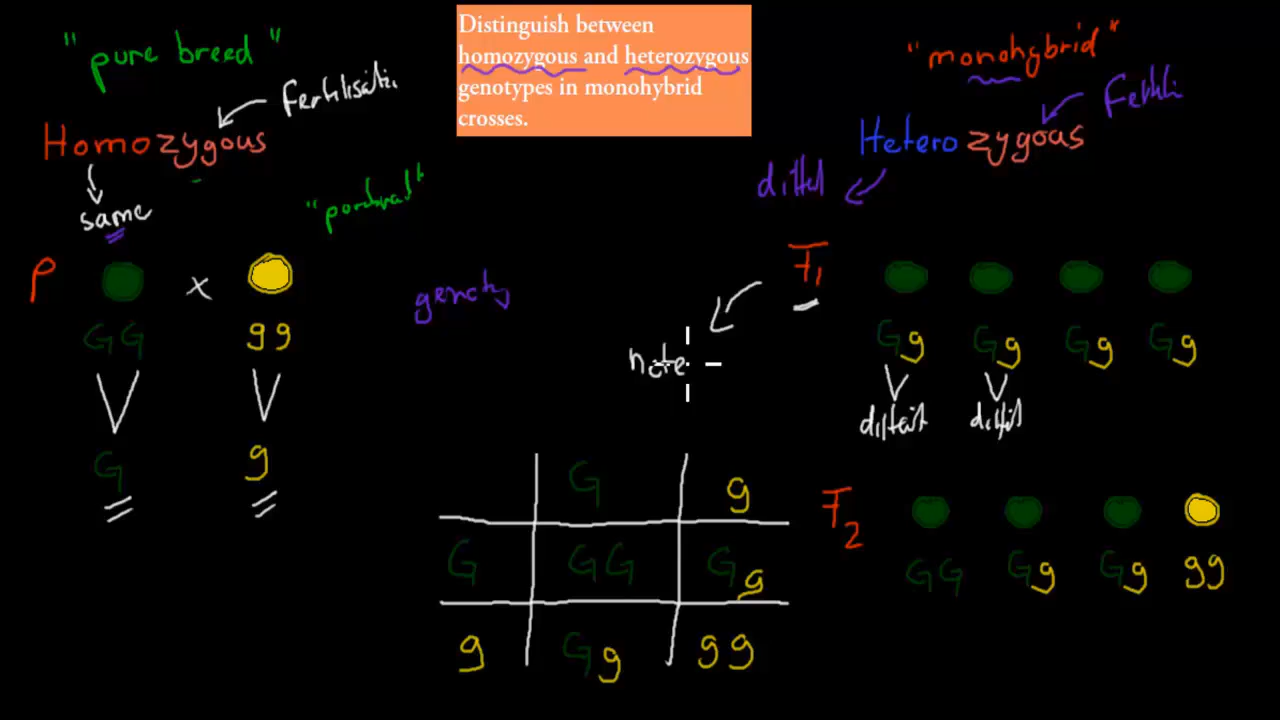 "pure breed"
Homozygous
same
P
x
GG
gg
G
g
Distinguish between
homozygous and heterozygous
genotypes in monohybrid
crosses.
genoty
note
G g
G GG Gg
g Gg gg
"monohybrid"
Heterozygous
F1
Gg Gg Gg Gg
F2
GG Gg Gg gg